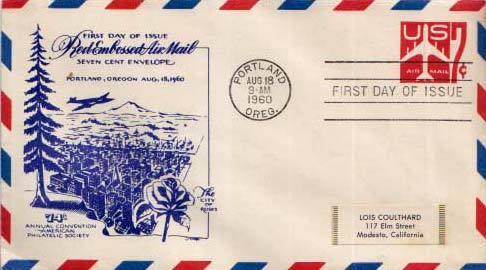 FIRST DAY OF ISSUE
Red Embossed Air Mail
SEVEN CENT ENVELOPE
PORTLAND, OREGON AUG. 18, 1960
The
CITY
OF
ROSES
74th
ANNUAL CONVENTION
AMERICAN
PHILATELIC SOCIETY
PORTLAND
AUG 18
9-AM
1960
OREG.
FIRST DAY OF ISSUE
US 7¢
AIR MAIL
LOIS COULTHARD
117 Elm Street
Modesto, California